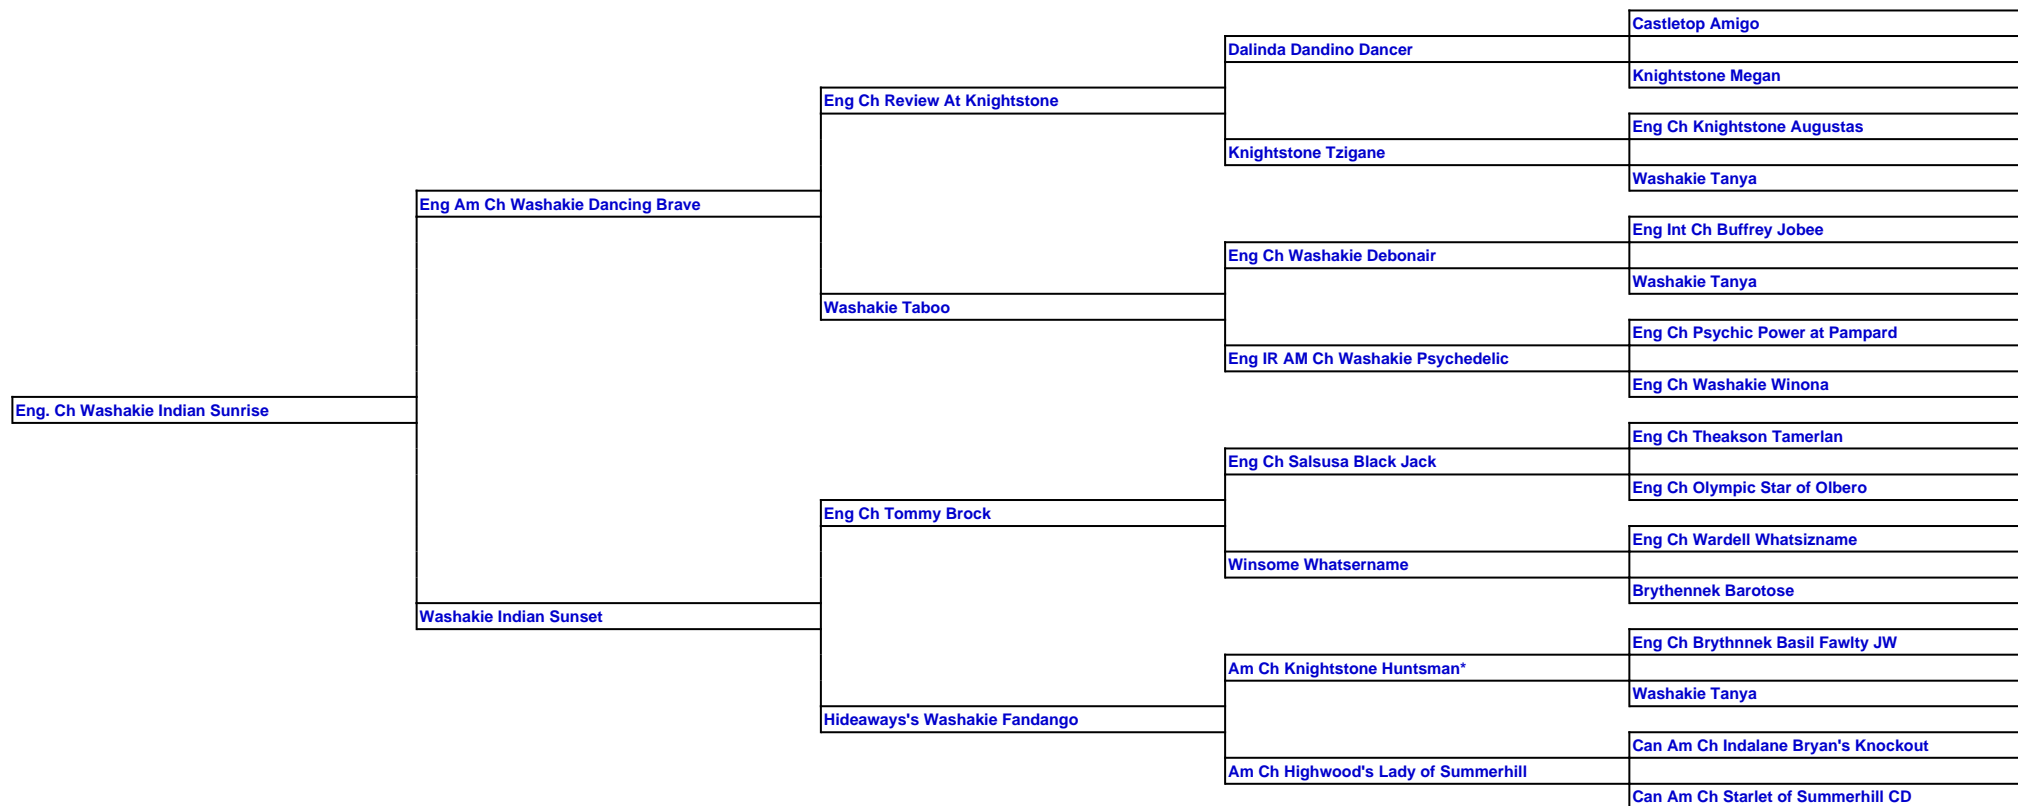 Castletop Amigo
Dalinda Dandino Dancer
Knightstone Megan
Eng Ch Review At Knightstone
Eng Ch Knightstone Augustas
Knightstone Tzigane
Washakie Tanya
Eng Am Ch Washakie Dancing Brave
Eng Int Ch Buffrey Jobee
Eng Ch Washakie Debonair
Washakie Tanya
Washakie Taboo
Eng Ch Psychic Power at Pampard
Eng IR AM Ch Washakie Psychedelic
Eng Ch Washakie Winona
Eng. Ch Washakie Indian Sunrise
Eng Ch Theakson Tamerlan
Eng Ch Salsusa Black Jack
Eng Ch Olympic Star of Olbero
Eng Ch Tommy Brock
Eng Ch Wardell Whatsizname
Winsome Whatsername
Brythennek Barotose
Washakie Indian Sunset
Eng Ch Brythnnek Basil Fawlty JW
Am Ch Knightstone Huntsman*
Washakie Tanya
Hideaways's Washakie Fandango
Can Am Ch Indalane Bryan's Knockout
Am Ch Highwood's Lady of Summerhill
Can Am Ch Starlet of Summerhill CD